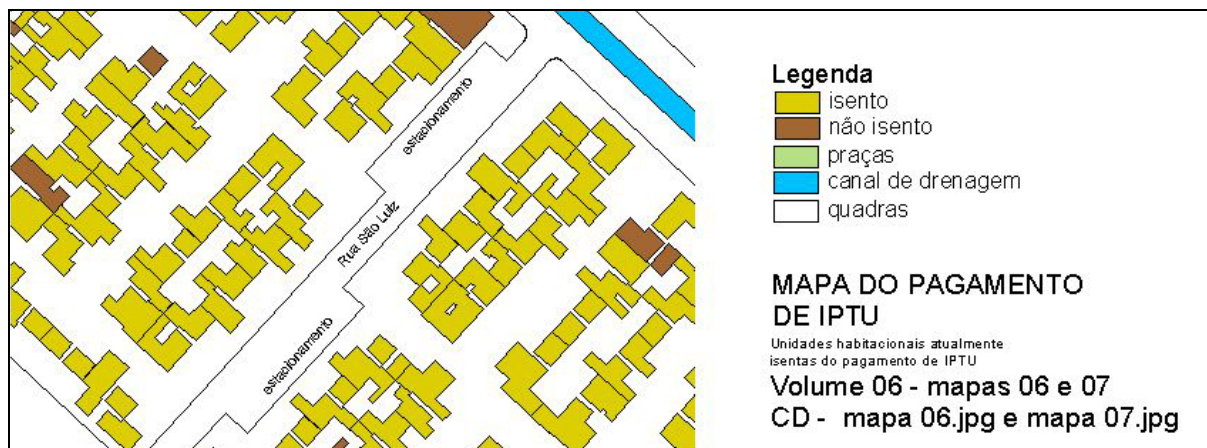 estacionamento
Rua São Luiz
estacionamento
Legenda
isento
não isento
praças
canal de drenagem
quadras
MAPA DO PAGAMENTO
DE IPTU
Unidades habitacionais atualmente
isentas do pagamento de IPTU
Volume 06 - mapas 06 e 07
CD - mapa 06.jpg e mapa 07.jpg